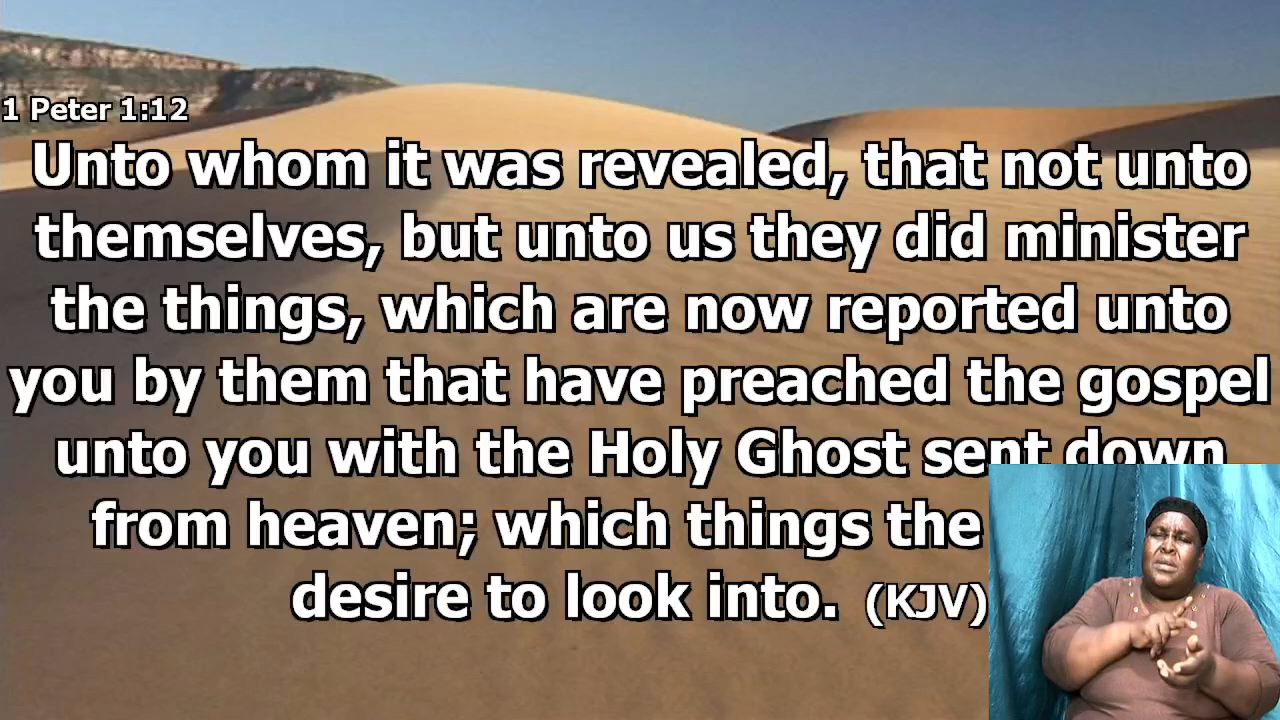 1 Peter 1:12
Unto whom it was revealed, that not unto
themselves, but unto us they did minister
the things, which are now reported unto
you by them that have preached the gospel
unto you with the Holy Ghost sent down
from heaven; which things the
desire to look into. (KJV)